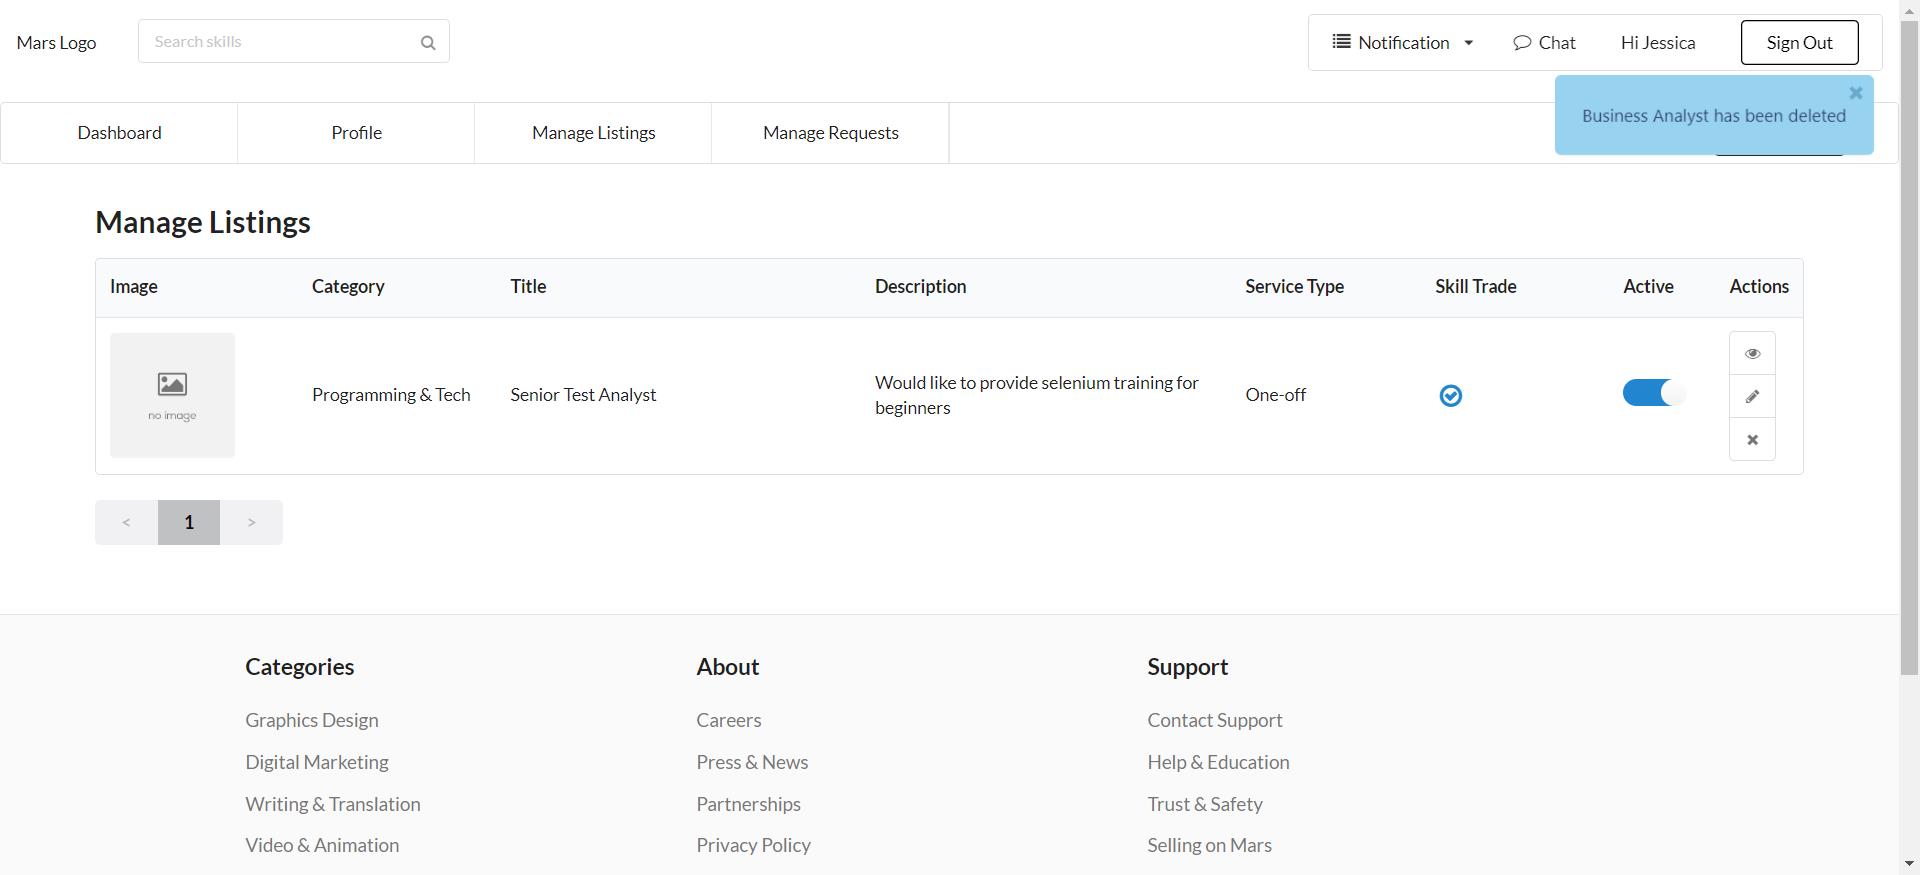 Mars Logo
Search skills
Notification
Chat
Hi Jessica
Sign Out
Business Analyst has been deleted
Dashboard
Profile
Manage Listings
Manage Requests
Manage Listings
Image
Category
Title
Description
Service Type
Skill Trade
Active
Actions
no image
Programming & Tech
Senior Test Analyst
Would like to provide selenium training for
beginners
One-off
<
1
>
Categories
Graphics Design
Digital Marketing
Writing & Translation
Video & Animation
About
Careers
Press & News
Partnerships
Privacy Policy
Support
Contact Support
Help & Education
Trust & Safety
Selling on Mars